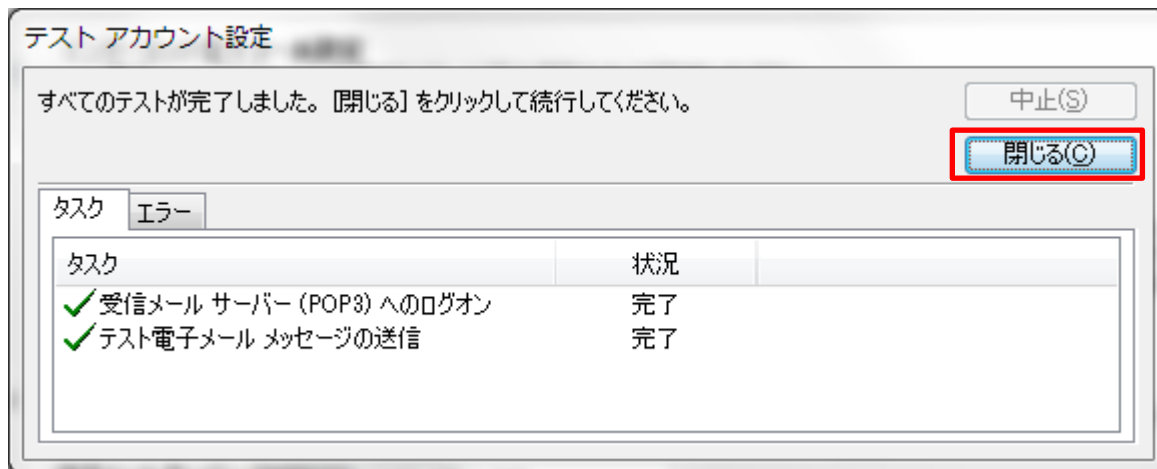 テスト アカウント設定
すべてのテストが完了しました。[閉じる] をクリックして続行してください。
中止(S)
閉じる(C)
タスク
エラー
タスク 状況
受信メール サーバー (POP3) へのログオン 完了
テスト電子メール メッセージの送信 完了